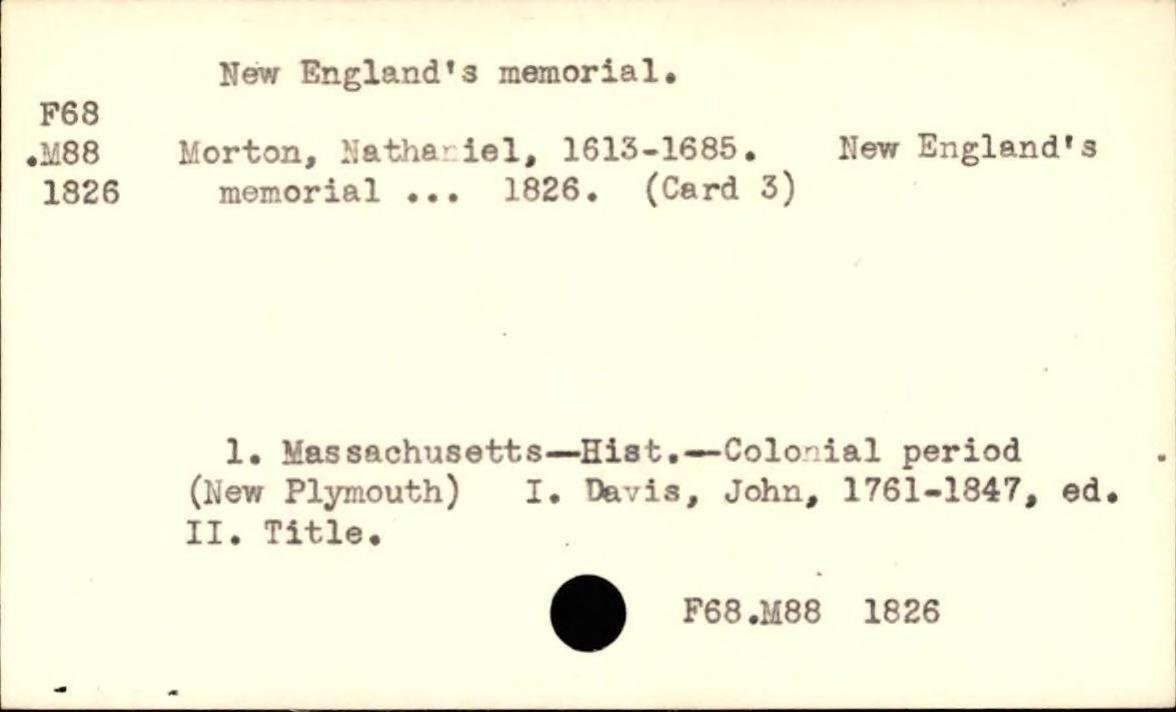 New England's memorial.
F68
.M88 Morton, Nathaniel, 1613-1685. New England's
1826 memorial ... 1826. (Card 3)
1. Massachusetts—Hist.—Colonial period
(New Plymouth) I. Davis, John, 1761-1847, ed.
II. Title.
F68.M88 1826